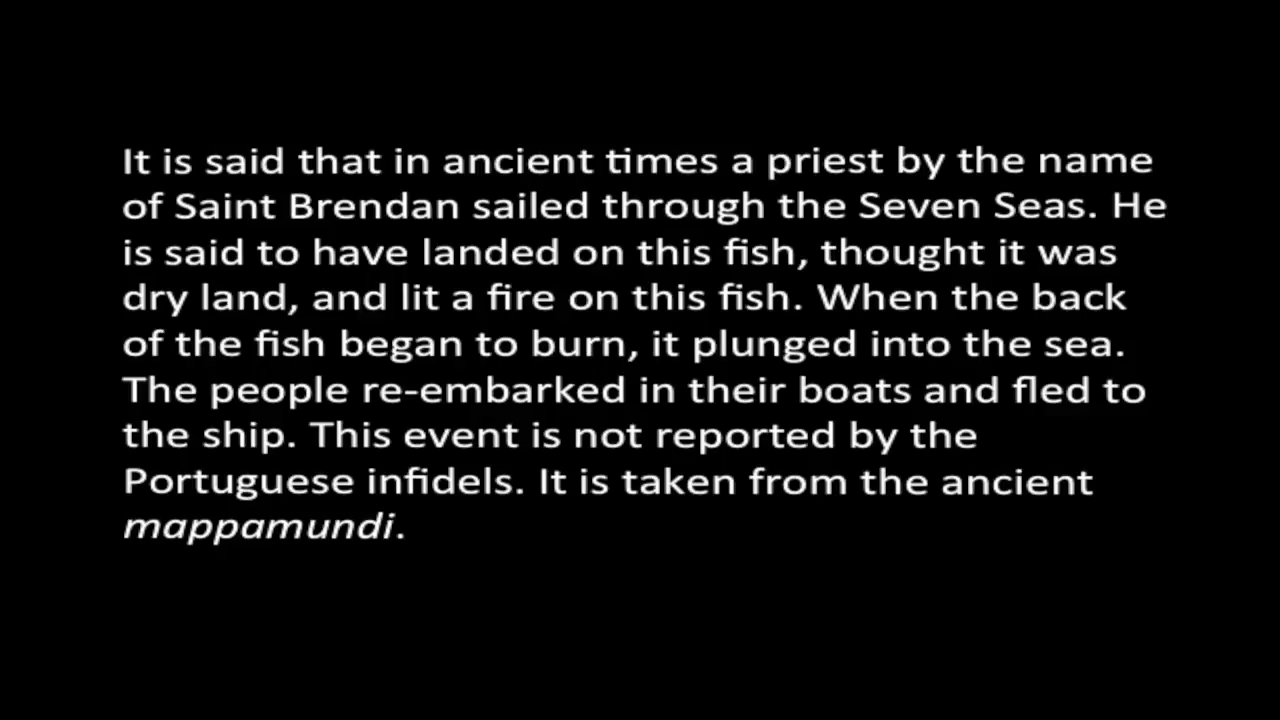 It is said that in ancient times a priest by the name
of Saint Brendan sailed through the Seven Seas. He
is said to have landed on this fish, thought it was
dry land, and lit a fire on this fish. When the back
of the fish began to burn, it plunged into the sea.
The people re-embarked in their boats and fled to
the ship. This event is not reported by the
Portuguese infidels. It is taken from the ancient
mappamundi.